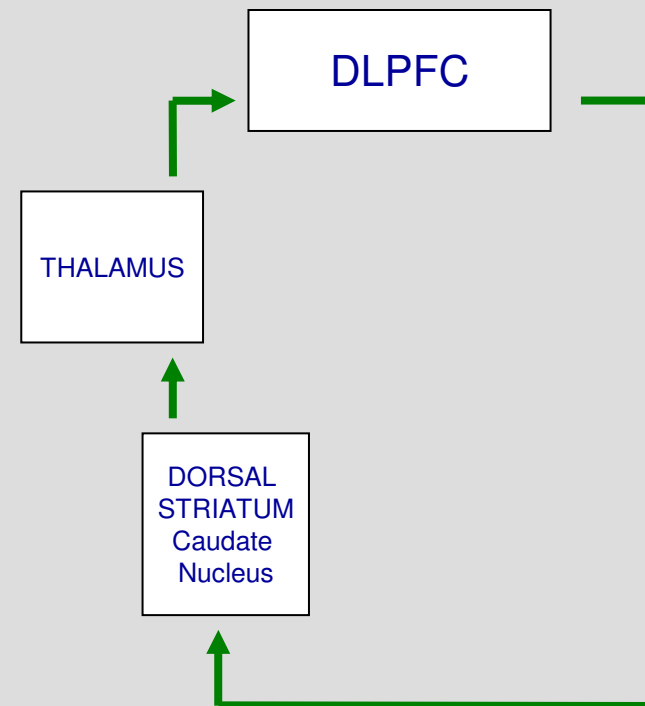 DLPFC
THALAMUS
DORSAL
STRIATUM
Caudate
Nucleus